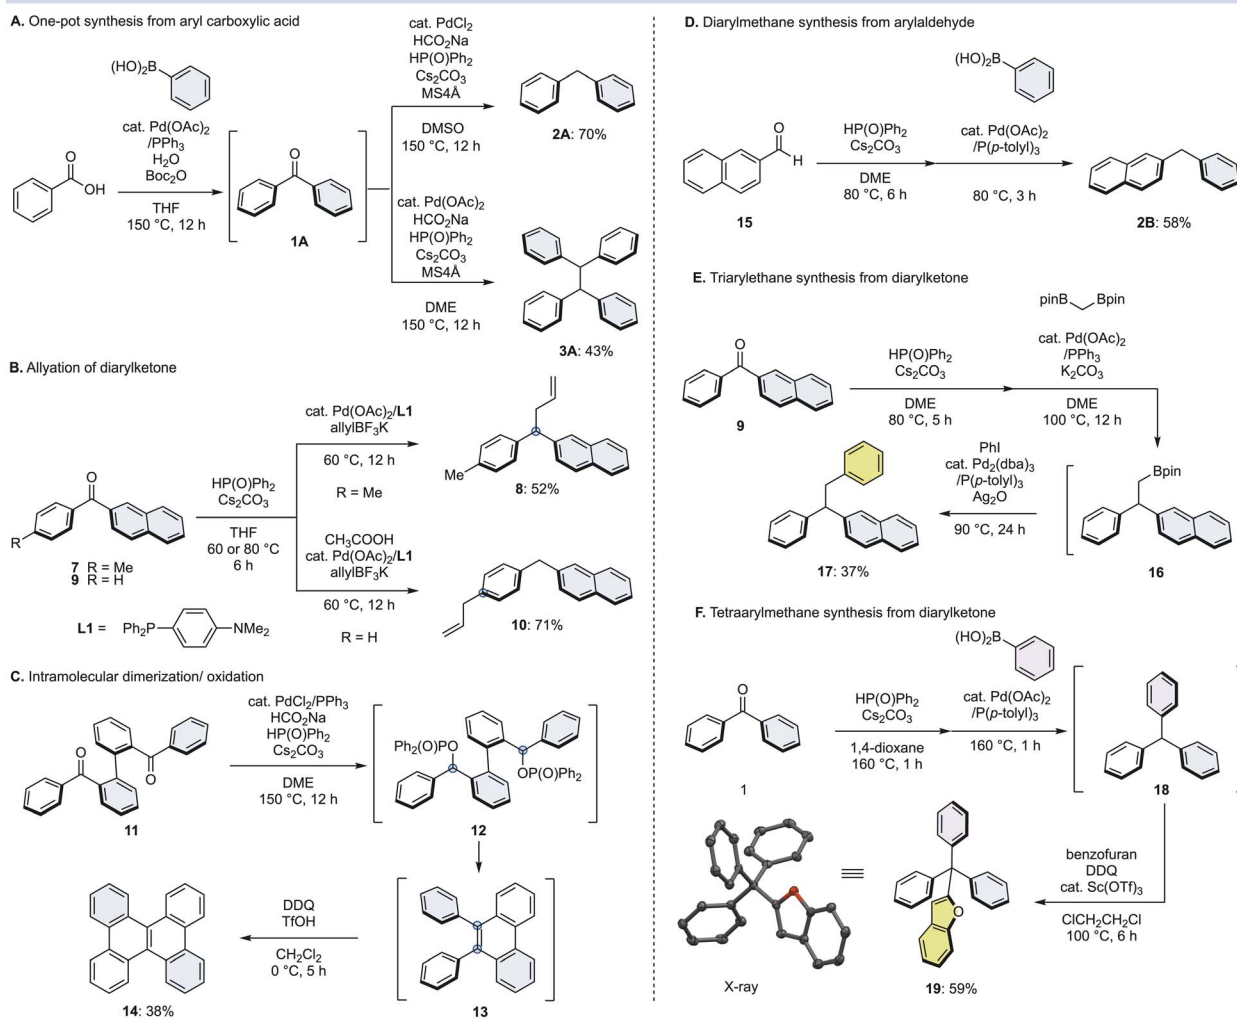 A. One-pot synthesis from aryl carboxylic acid
(HO)2B
cat. Pd(OAc)2
/PPh3
H2O
Boc2O
THF
150 °C, 12 h
O
OH
O
1A
cat. PdCl2
HCO2Na
HP(O)Ph2
Cs2CO3
MS4Å
DMSO
150 °C, 12 h
2A: 70%
cat. Pd(OAc)2
HCO2Na
HP(O)Ph2
Cs2CO3
MS4Å
DME
150 °C, 12 h
3A: 43%
B. Allyation of diarylketone
O
R
7 R = Me
9 R = H
HP(O)Ph2
Cs2CO3
THF
60 or 80 °C
6 h
cat. Pd(OAc)2/L1
allylBF3K
60 °C, 12 h
R = Me
Me
8: 52%
CH3COOH
cat. Pd(OAc)2/L1
allylBF3K
60 °C, 12 h
R = H
10: 71%
L1 = Ph2P NMe2
C. Intramolecular dimerization/ oxidation
O
O
11
cat. PdCl2/PPh3
HCO2Na
HP(O)Ph2
Cs2CO3
DME
150 °C, 12 h
Ph2(O)PO
OP(O)Ph2
12
13
DDQ
TfOH
CH2Cl2
0 °C, 5 h
14: 38%
D. Diarylmethane synthesis from arylaldehyde
O
H
15
HP(O)Ph2
Cs2CO3
DME
80 °C, 6 h
(HO)2B
cat. Pd(OAc)2
/P(p-tolyl)3
80 °C, 3 h
2B: 58%
E. Triarylethane synthesis from diarylketone
O
9
HP(O)Ph2
Cs2CO3
DME
80 °C, 5 h
pinB Bpin
cat. Pd(OAc)2
/PPh3
K2CO3
DME
100 °C, 12 h
Bpin
16
PhI
cat. Pd2(dba)3
/P(p-tolyl)3
Ag2O
90 °C, 24 h
17: 37%
F. Tetraarylmethane synthesis from diarylketone
O
1
HP(O)Ph2
Cs2CO3
1,4-dioxane
160 °C, 1 h
(HO)2B
cat. Pd(OAc)2
/P(p-tolyl)3
160 °C, 1 h
18
benzofuran
DDQ
cat. Sc(OTf)3
ClCH2CH2Cl
100 °C, 6 h
O
19: 59%
X-ray